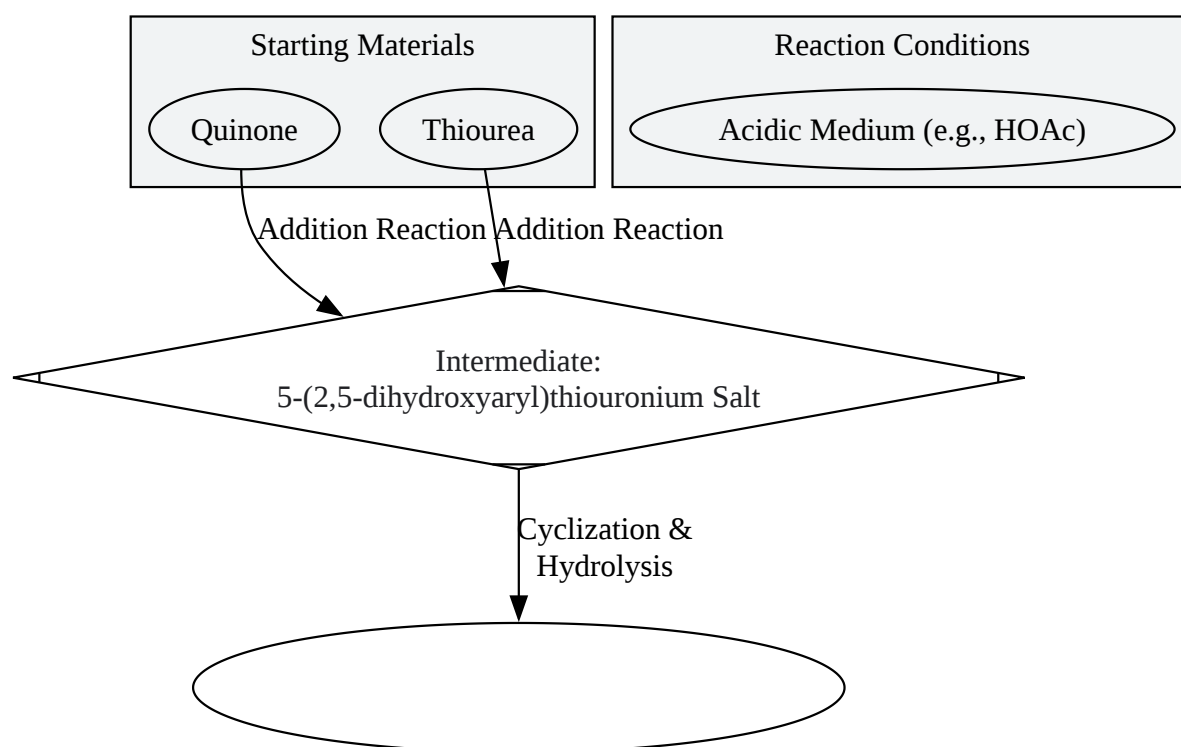 Starting Materials
Reaction Conditions
Quinone
Thiourea
Acidic Medium (e.g., HOAc)
Addition Reaction
Addition Reaction
Intermediate:
5-(2,5-dihydroxyaryl)thiouronium Salt
Cyclization &
Hydrolysis